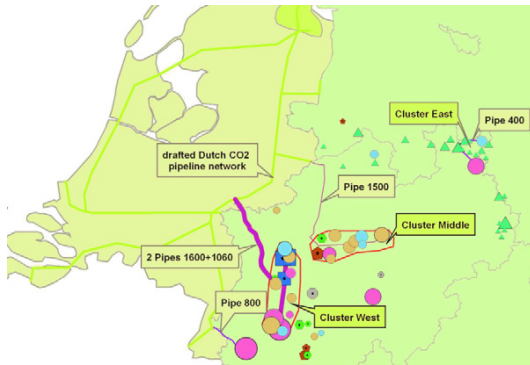 Cluster East
Pipe 400
drafted Dutch CO2
pipeline network
Pipe 1500
Cluster Middle
2 Pipes 1600+1060
Pipe 800
Cluster West